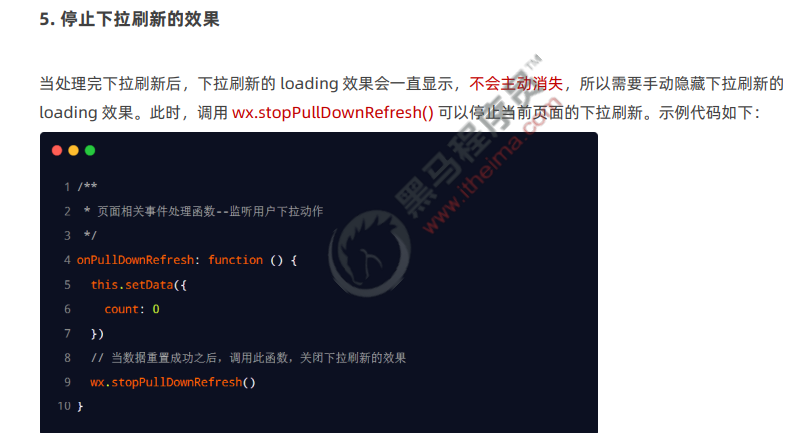 5. 停止下拉刷新的效果
当处理完下拉刷新后，下拉刷新的 loading 效果会一直显示，不会主动消失，所以需要手动隐藏下拉刷新的
loading 效果。此时，调用 wx.stopPullDownRefresh() 可以停止当前页面的下拉刷新。示例代码如下：
黑马程序员™
www.itheima.com
1 /**
2  * 页面相关事件处理函数--监听用户下拉动作
3  */
4 onPullDownRefresh: function () {
5   this.setData({
6     count: 0
7   })
8   // 当数据重置成功之后，调用此函数，关闭下拉刷新的效果
9   wx.stopPullDownRefresh()
10 }